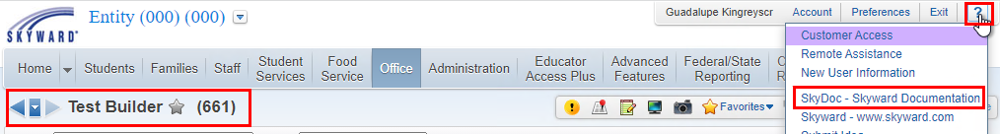 SKYWARD
Entity (000) (000)
Guadalupe Kingreyscr Account Preferences Exit ?
Customer Access
Remote Assistance
New User Information
SkyDoc - Skyward Documentation
Skyward - www.skyward.com
Submit Idea
Home Students Families Staff Student Services Food Service Office Administration Educator Access Plus Advanced Features Federal/State Reporting
Test Builder (661)
Favorites